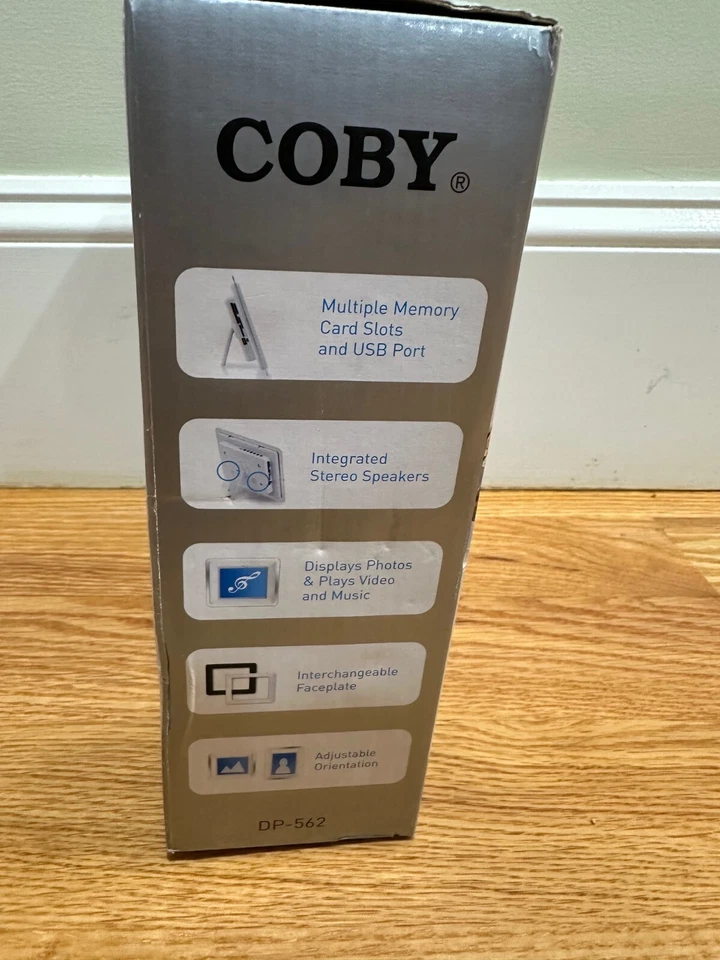 COBY®
Multiple Memory
Card Slots
and USB Port
Integrated
Stereo Speakers
Displays Photos
& Plays Video
and Music
Interchangeable
Faceplate
Adjustable
Orientation
DP-562